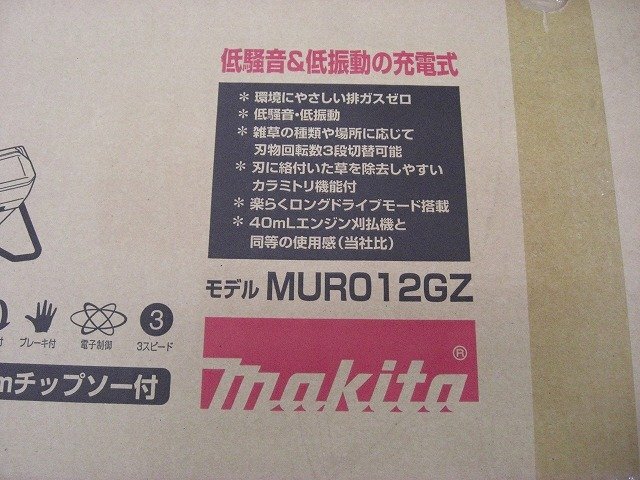 低騒音&低振動の充電式
＊ 環境にやさしい排ガスゼロ
＊ 低騒音・低振動
＊ 雑草の種類や場所に応じて
刃物回転数3段切替可能
＊ 刃に絡付いた草を除去しやすい
カラミトリ機能付
＊ 楽らくロングドライブモード搭載
＊ 40mLエンジン刈払機と
同等の使用感（当社比）
モデル MUR012GZ
ブレーキ付
電子制御
3
3スピード
mチップソー付
makita®